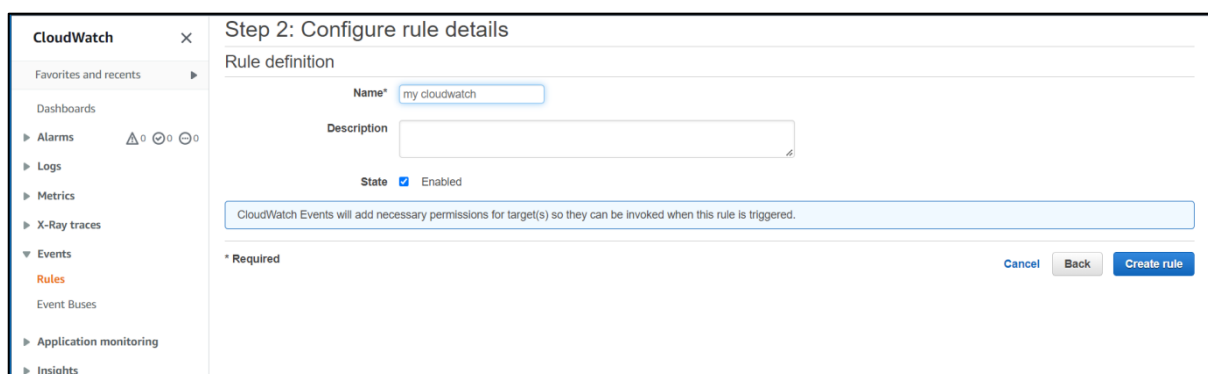 CloudWatch
Favorites and recents
Dashboards
Alarms 0 0 0
Logs
Metrics
X-Ray traces
Events
Rules
Event Buses
Application monitoring
Insights
Step 2: Configure rule details
Rule definition
Name* my cloudwatch
Description
State Enabled
CloudWatch Events will add necessary permissions for target(s) so they can be invoked when this rule is triggered.
* Required
Cancel Back Create rule